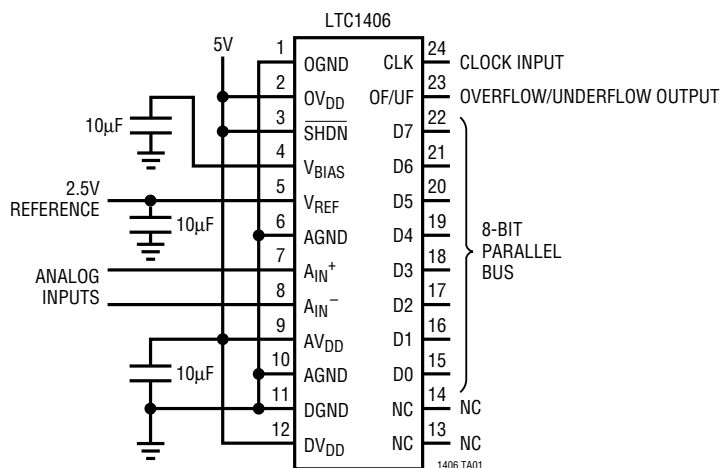 LTC1406
5V
1 OGND CLK 24 CLOCK INPUT
2 OVDD OF/UF 23 OVERFLOW/UNDERFLOW OUTPUT
10µF 3 SHDN D7 22
4 VBIAS D6 21
2.5V REFERENCE 5 VREF D5 20
10µF 6 AGND D4 19
8-BIT PARALLEL BUS
ANALOG INPUTS 7 AIN+ D3 18
8 AIN– D2 17
9 AVDD D1 16
10µF 10 AGND D0 15
11 DGND NC 14 NC
12 DVDD NC 13 NC
1406 TA01